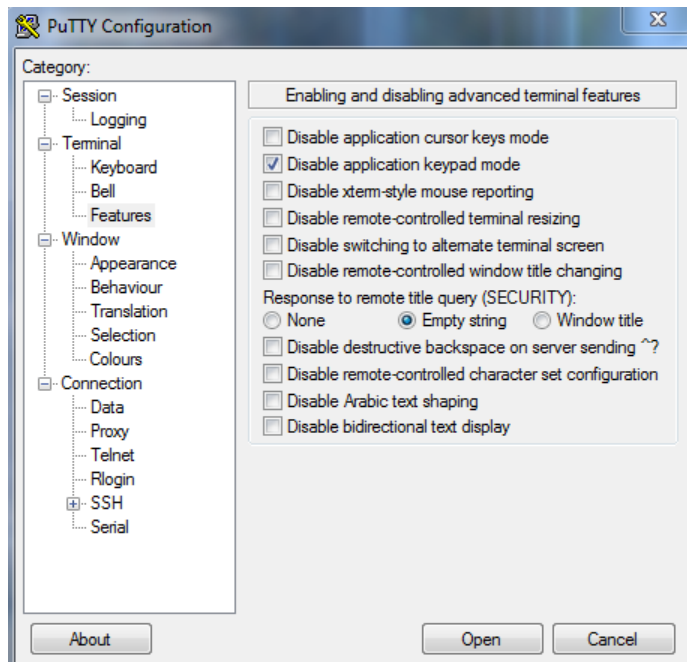 PuTTY Configuration
Category:
Session
Logging
Terminal
Keyboard
Bell
Features
Window
Appearance
Behaviour
Translation
Selection
Colours
Connection
Data
Proxy
Telnet
Rlogin
SSH
Serial
Enabling and disabling advanced terminal features
Disable application cursor keys mode
Disable application keypad mode
Disable xterm-style mouse reporting
Disable remote-controlled terminal resizing
Disable switching to alternate terminal screen
Disable remote-controlled window title changing
Response to remote title query (SECURITY):
None Empty string Window title
Disable destructive backspace on server sending ^?
Disable remote-controlled character set configuration
Disable Arabic text shaping
Disable bidirectional text display
About Open Cancel